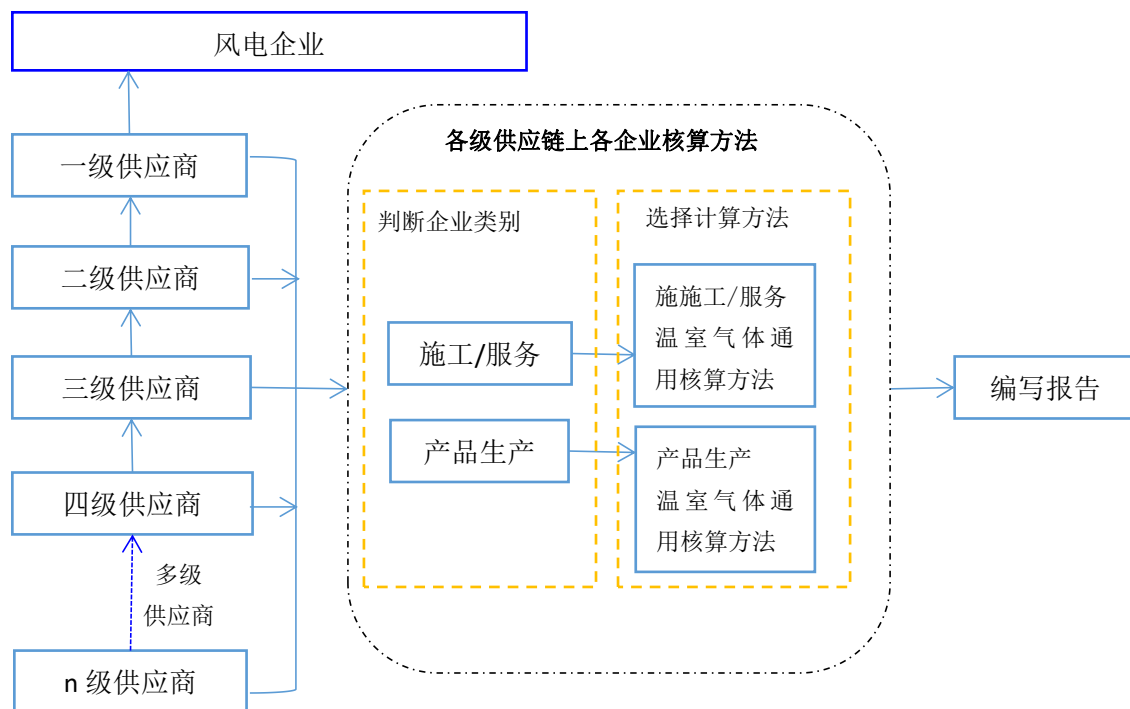 风电企业
一级供应商
二级供应商
三级供应商
四级供应商
多级
供应商
n 级供应商
各级供应链上各企业核算方法
判断企业类别
施工/服务
产品生产
选择计算方法
施施工/服务
温室气体通
用核算方法
产品生产
温室气体通
用核算方法
编写报告